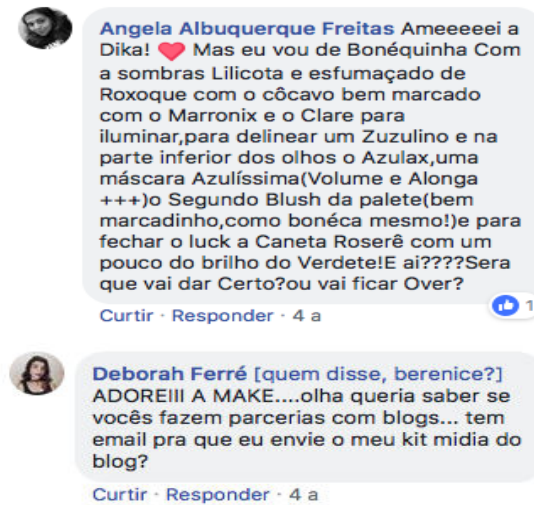 Angela Albuquerque Freitas Ameeeeei a
Dika! ❤ Mas eu vou de Bonéquinha Com
a sombras Lilicota e esfumaçado de
Roxoque com o côcavo bem marcado
com o Marronix e o Clare para
iluminar,para delinear um Zuzulino e na
parte inferior dos olhos o Azulax,uma
máscara Azulíssima(Volume e Alonga
+++)o Segundo Blush da palete(bem
marcadinho,como bonéca mesmo!)e para
fechar o luck a Caneta Roserê com um
pouco do brilho do Verdete!E ai????Sera
que vai dar Certo?ou vai ficar Over?
1
Curtir · Responder · 4 a
Deborah Ferré [quem disse, berenice?]
ADOREIII A MAKE....olha queria saber se
vocês fazem parcerias com blogs... tem
email pra que eu envie o meu kit midia do
blog?
Curtir · Responder · 4 a